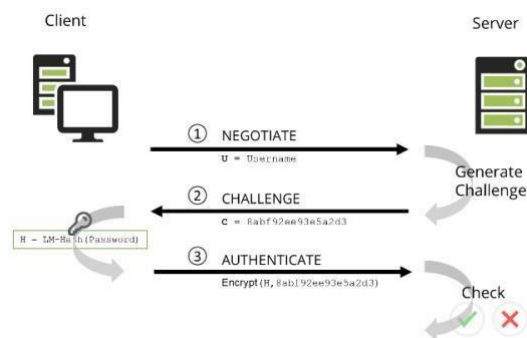 Client
Server
① NEGOTIATE
U = Username
Generate
Challenge
② CHALLENGE
C = 8abf92ee93e5a2d3
H = LM-Hash(Password)
③ AUTHENTICATE
Encrypt(H, 8abf92ee93e5a2d3)
Check